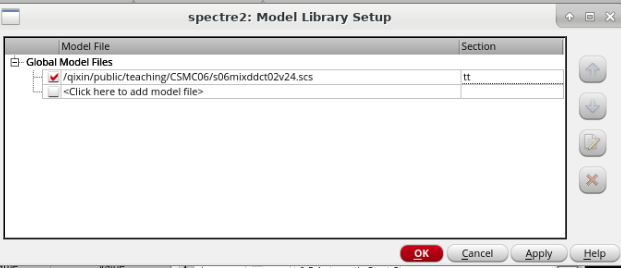 spectre2: Model Library Setup
Model File Section
Global Model Files
/qixin/public/teaching/CSMC06/s06mixddct02v24.scs tt
<Click here to add model file>
OK Cancel Apply Help